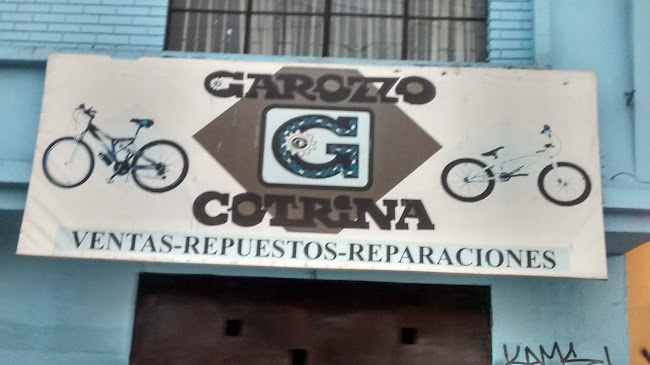 GAROZZO
G
COTRiNA
VENTAS-REPUESTOS-REPARACIONES